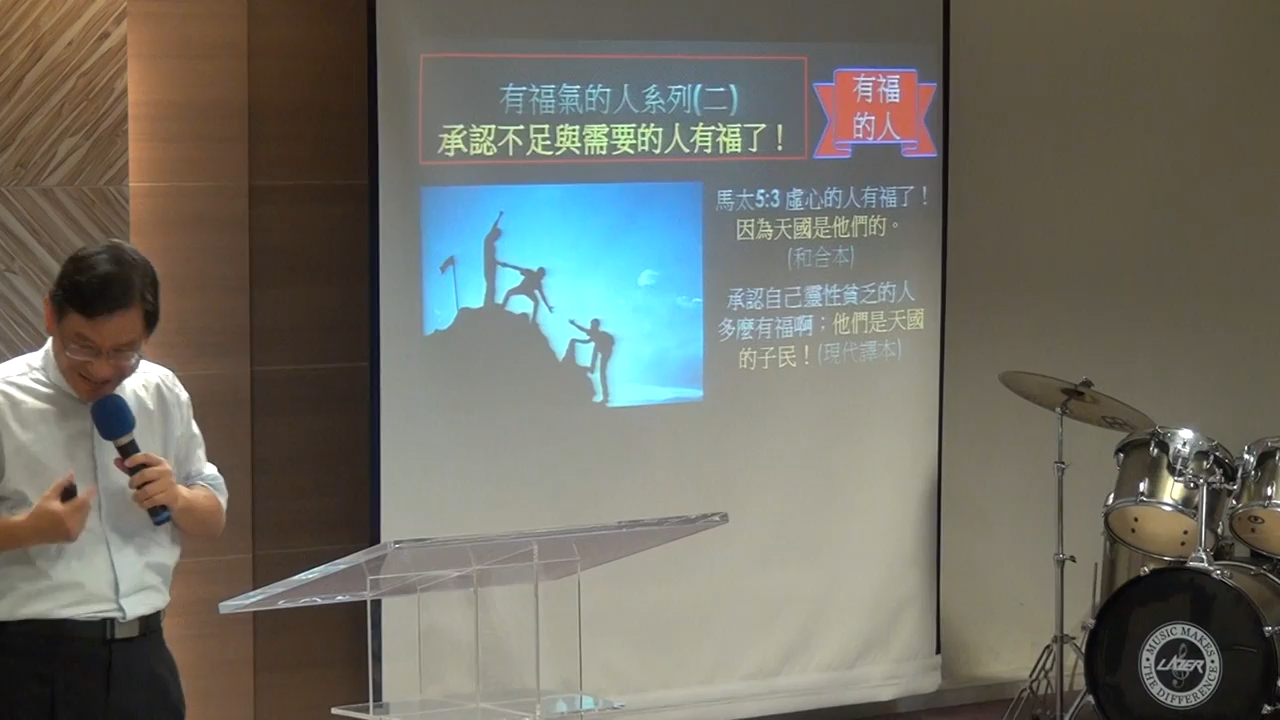 有福氣的人系列(二)
承認不足與需要的人有福了！
有福
的人
馬太5:3 虛心的人有福了！
因為天國是他們的。
(和合本)
承認自己靈性貧乏的人
多麼有福啊；他們是天國
的子民！(現代譯本)
MUSIC MAKES
LAZER
THE DIFFERENCE